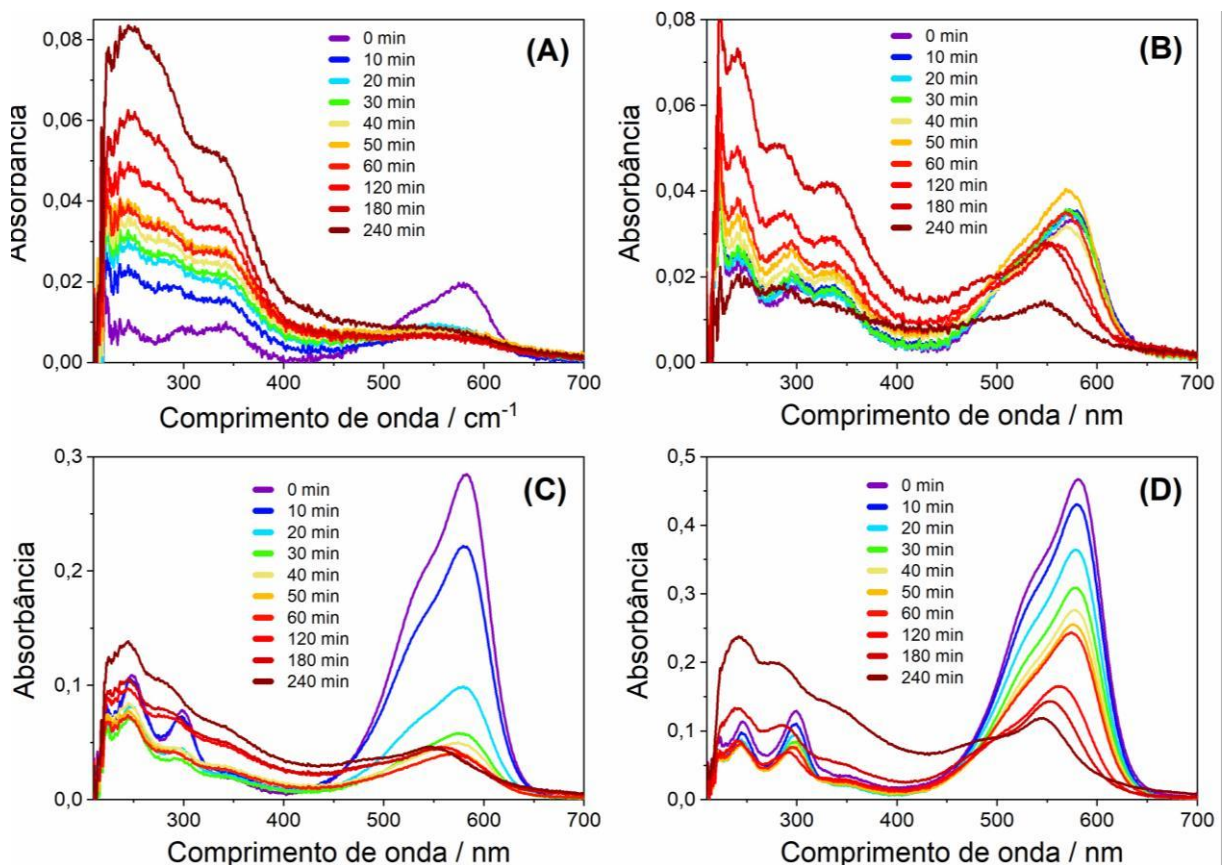 (A)
Absorbância
0,08
0,06
0,04
0,02
0,00
0 min
10 min
20 min
30 min
40 min
50 min
60 min
120 min
180 min
240 min
300 400 500 600 700
Comprimento de onda / cm-1
(B)
Absorbância
0,08
0,06
0,04
0,02
0,00
0 min
10 min
20 min
30 min
40 min
50 min
60 min
120 min
180 min
240 min
300 400 500 600 700
Comprimento de onda / nm
(C)
Absorbância
0,3
0,2
0,1
0,0
0 min
10 min
20 min
30 min
40 min
50 min
60 min
120 min
180 min
240 min
300 400 500 600 700
Comprimento de onda / nm
(D)
Absorbância
0,5
0,4
0,3
0,2
0,1
0,0
0 min
10 min
20 min
30 min
40 min
50 min
60 min
120 min
180 min
240 min
300 400 500 600 700
Comprimento de onda / nm